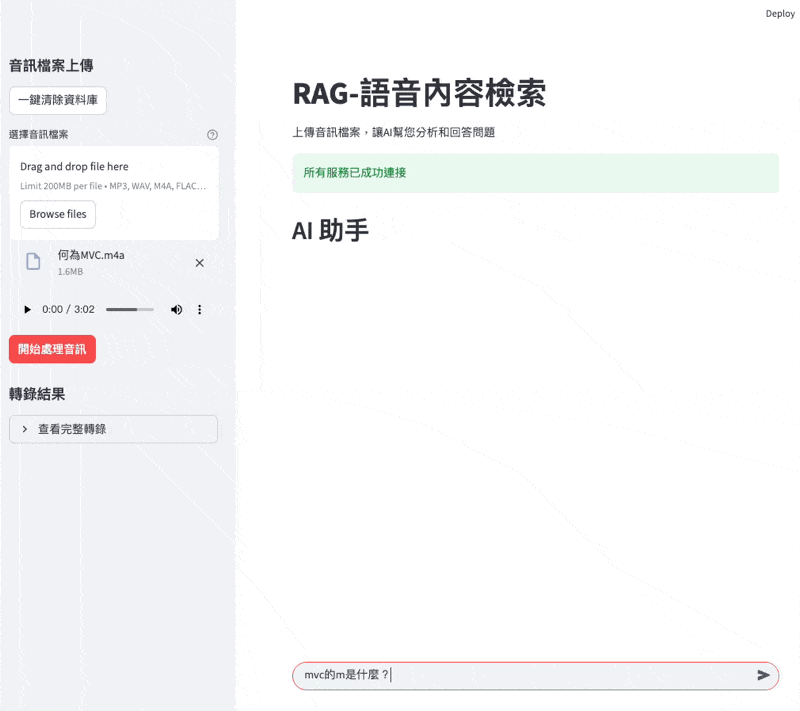 Deploy
音訊檔案上傳
一鍵清除資料庫
選擇音訊檔案
Drag and drop file here
Limit 200MB per file • MP3, WAV, M4A, FLAC...
Browse files
何為MVC.m4a
1.6MB
0:00 / 3:02
開始處理音訊
轉錄結果
查看完整轉錄
RAG-語音內容檢索
上傳音訊檔案，讓AI幫您分析和回答問題
所有服務已成功連接
AI 助手
mvc的m是什麼？